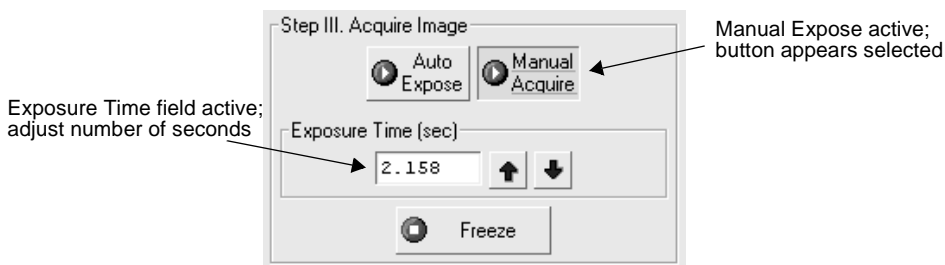 Step III. Acquire Image
Auto
Expose
Manual
Acquire
Manual Expose active;
button appears selected
Exposure Time field active;
adjust number of seconds
Exposure Time (sec)
2.158
Freeze